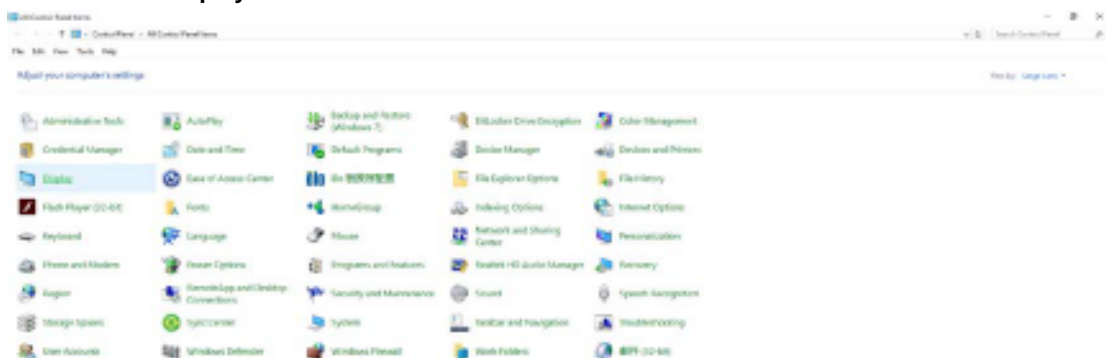 All Control Panel Items
Control Panel > All Control Panel Items
Search Control Panel
File Edit View Tools Help
Adjust your computer's settings
View by: Large icons
Administrative Tools
AutoPlay
Backup and Restore
(Windows 7)
BitLocker Drive Encryption
Color Management
Credential Manager
Date and Time
Default Programs
Device Manager
Devices and Printers
Display
Ease of Access Center
File Explorer Options
File History
Flash Player (32-bit)
Fonts
HomeGroup
Indexing Options
Internet Options
Keyboard
Language
Mouse
Network and Sharing
Center
Personalization
Phone and Modem
Power Options
Programs and Features
Realtek HD Audio Manager
Recovery
Region
RemoteApp and Desktop
Connections
Security and Maintenance
Sound
Speech Recognition
Storage Spaces
Sync Center
System
Taskbar and Navigation
Troubleshooting
User Accounts
Windows Defender
Windows Firewall
Work Folders
(32-bit)